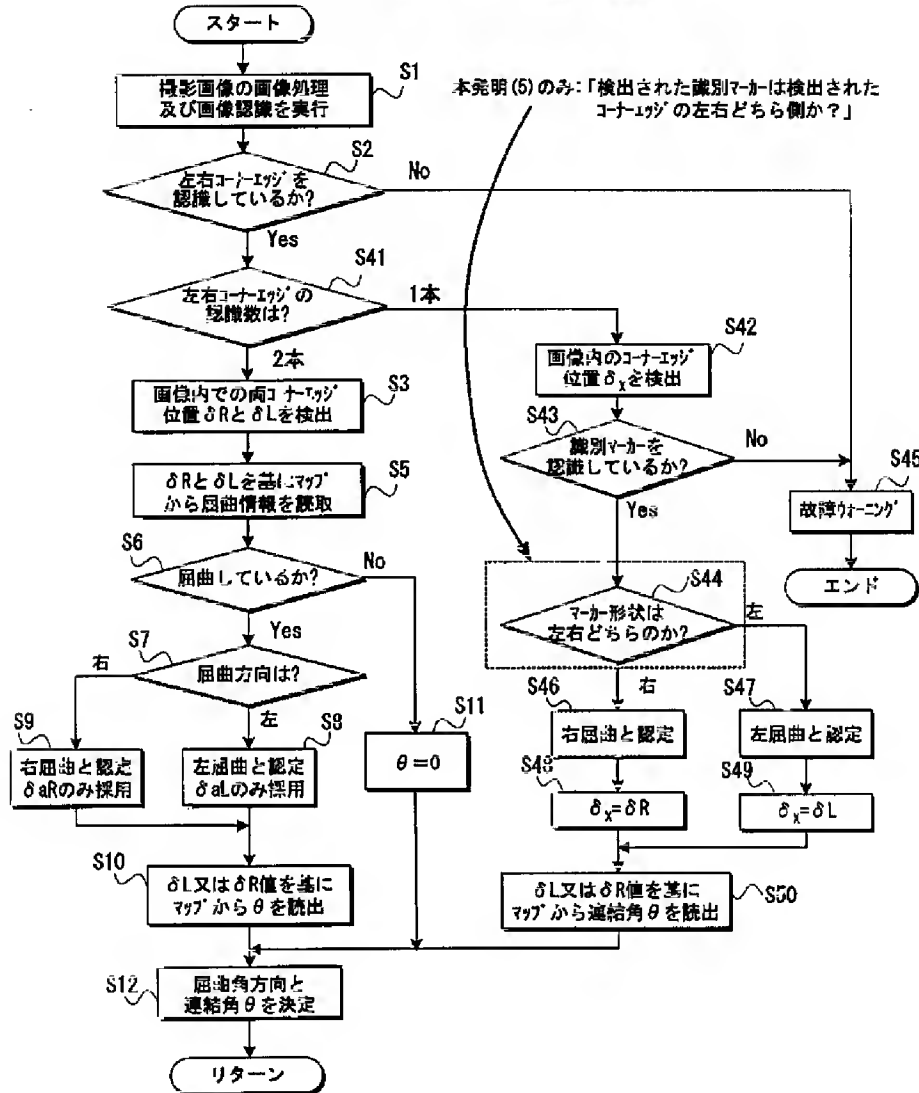 スタート
撮影画像の画像処理
及び画像認識を実行
S1
本発明(5)のみ:「検出された識別マーカーは検出された
コーナーエッジの左右どちら側か?」
S2
左右コーナーエッジを
認識しているか?
No
Yes
S41
左右コーナーエッジの
認識数は?
1本
2本
S42
画像内のコーナーエッジ
位置δxを検出
S3
画像内での両コーナーエッジ
位置δRとδLを検出
S43
識別マーカーを
認識しているか?
No
Yes
S5
δRとδLを基にマップ
から屈曲情報を読取
S45
故障ウォーニング
エンド
S6
屈曲しているか?
No
Yes
S44
マーカー形状は
左右どちらのか?
左
右
S7
屈曲方向は?
右
左
S9
右屈曲と認定
δaRのみ採用
S8
左屈曲と認定
δaLのみ採用
S11
θ=0
S46
右屈曲と認定
S47
左屈曲と認定
S48
δx=δR
S49
δx=δL
S10
δL又はδR値を基に
マップからθを読出
S50
δL又はδR値を基に
マップから連結角θを読出
S12
屈曲角方向と
連結角θを決定
リターン